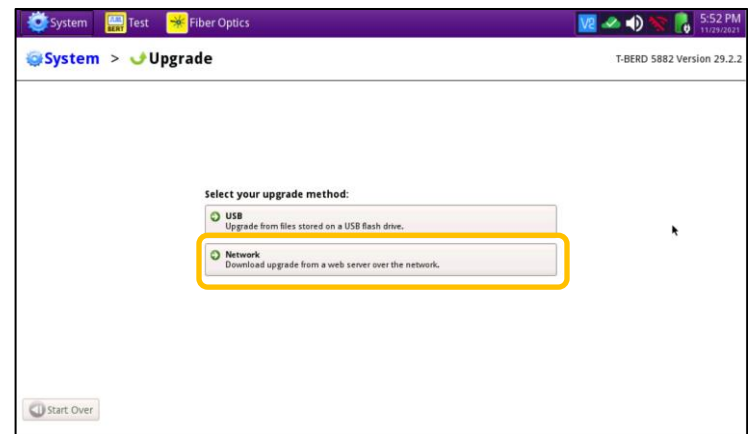 System BERT Test Fiber Optics V2 5:52 PM
11/29/2021
System > Upgrade T-BERD 5882 Version 29.2.2
Select your upgrade method:
USB
Upgrade from files stored on a USB flash drive.
Network
Download upgrade from a web server over the network.
Start Over